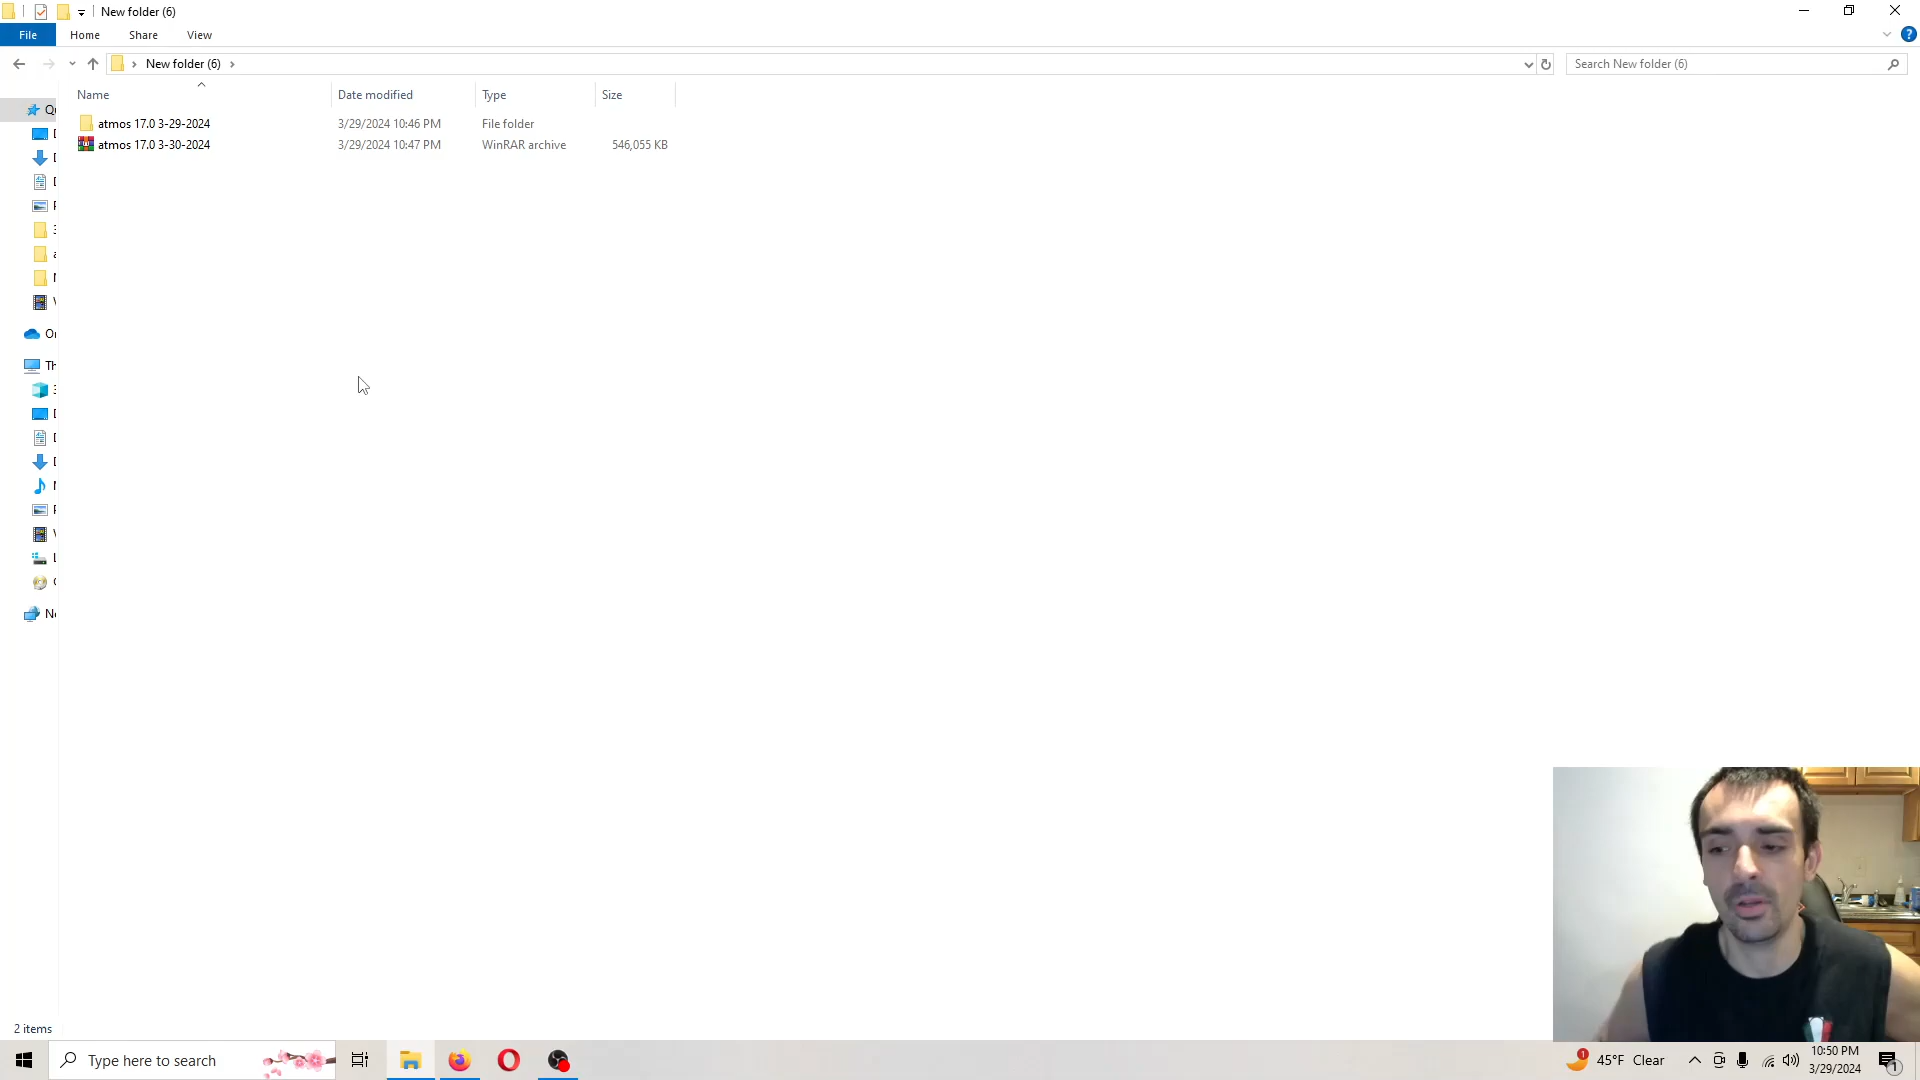 New folder (6)
File Home Share View
New folder (6)
Search New folder (6)
Name Date modified Type Size
atmos 17.0 3-29-2024 3/29/2024 10:46 PM File folder
atmos 17.0 3-30-2024 3/29/2024 10:47 PM WinRAR archive 546,055 KB
2 items
Type here to search
45°F Clear
10:50 PM
3/29/2024